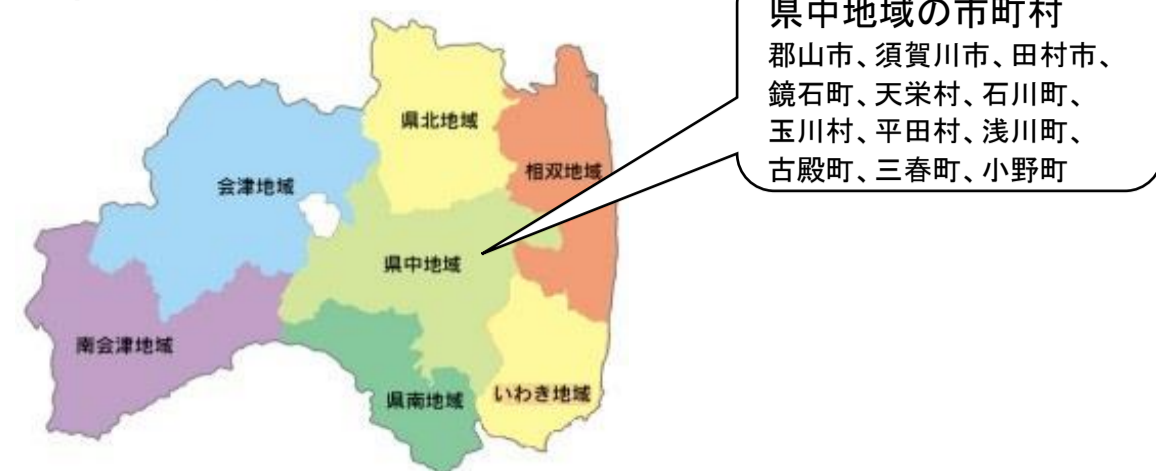 県中地域の市町村
郡山市、須賀川市、田村市、
鏡石町、天栄村、石川町、
玉川村、平田村、浅川町、
古殿町、三春町、小野町
県北地域
相双地域
会津地域
県中地域
南会津地域
県南地域
いわき地域